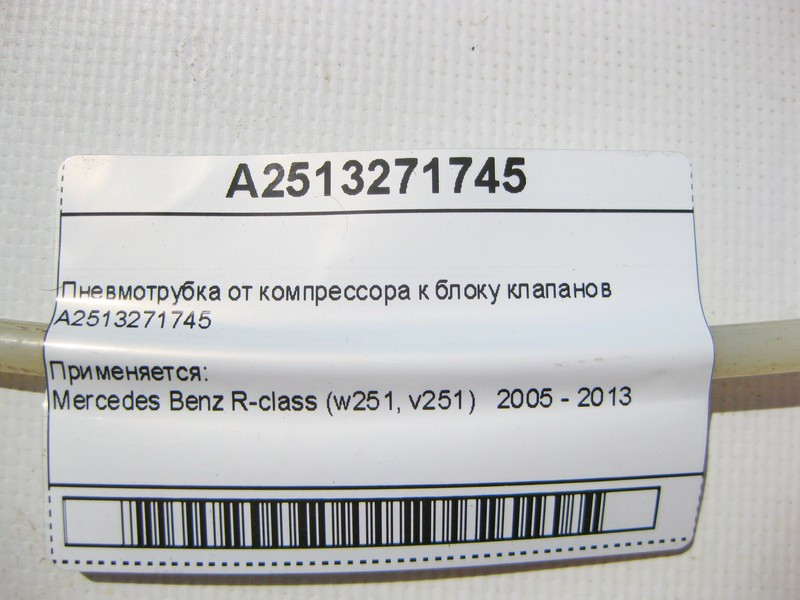 A2513271745
Пневмотрубка от компрессора к блоку клапанов
A2513271745
Применяется:
Mercedes Benz R-class (w251, v251) 2005 - 2013